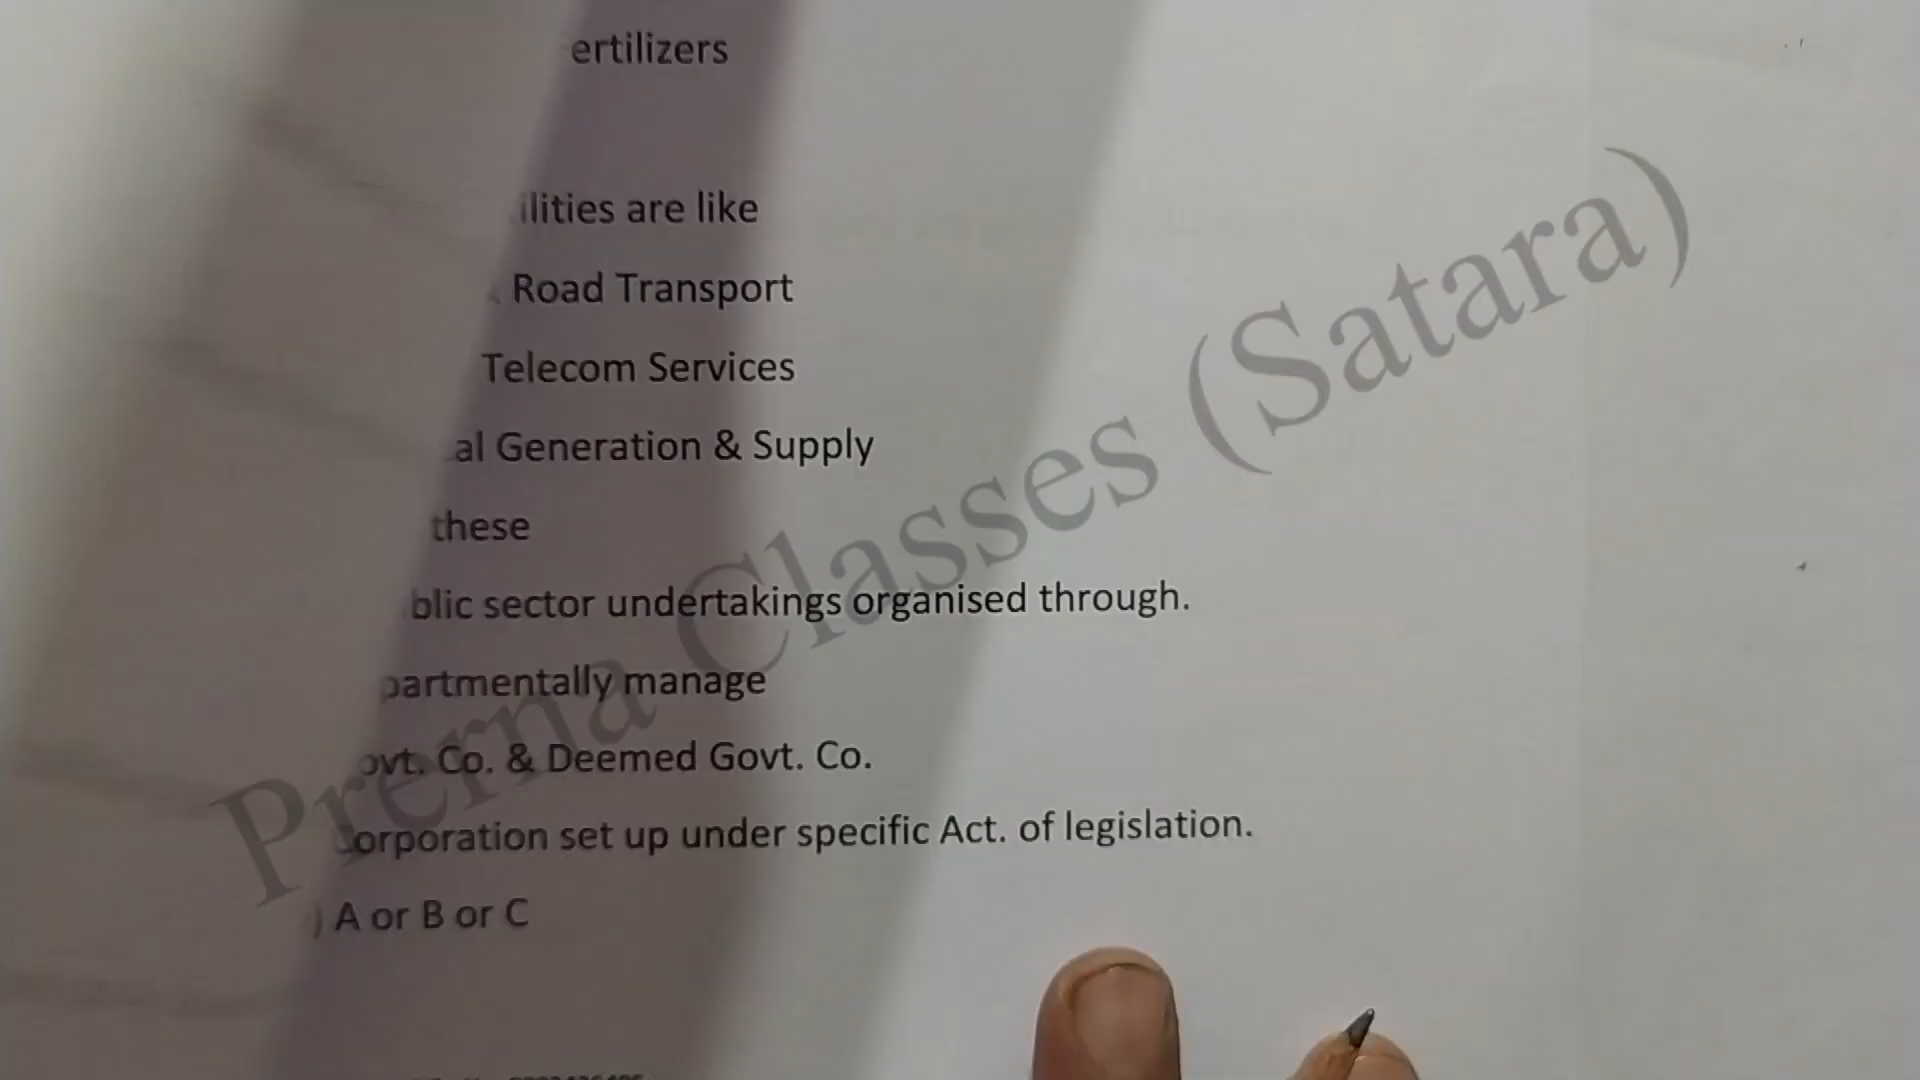 ertilizers
ilities are like
Road Transport
Telecom Services
al Generation & Supply
these
blic sector undertakings organised through.
partmentally manage
ovt. Co. & Deemed Govt. Co.
Corporation set up under specific Act. of legislation.
) A or B or C
Prerna Classes (Satara)